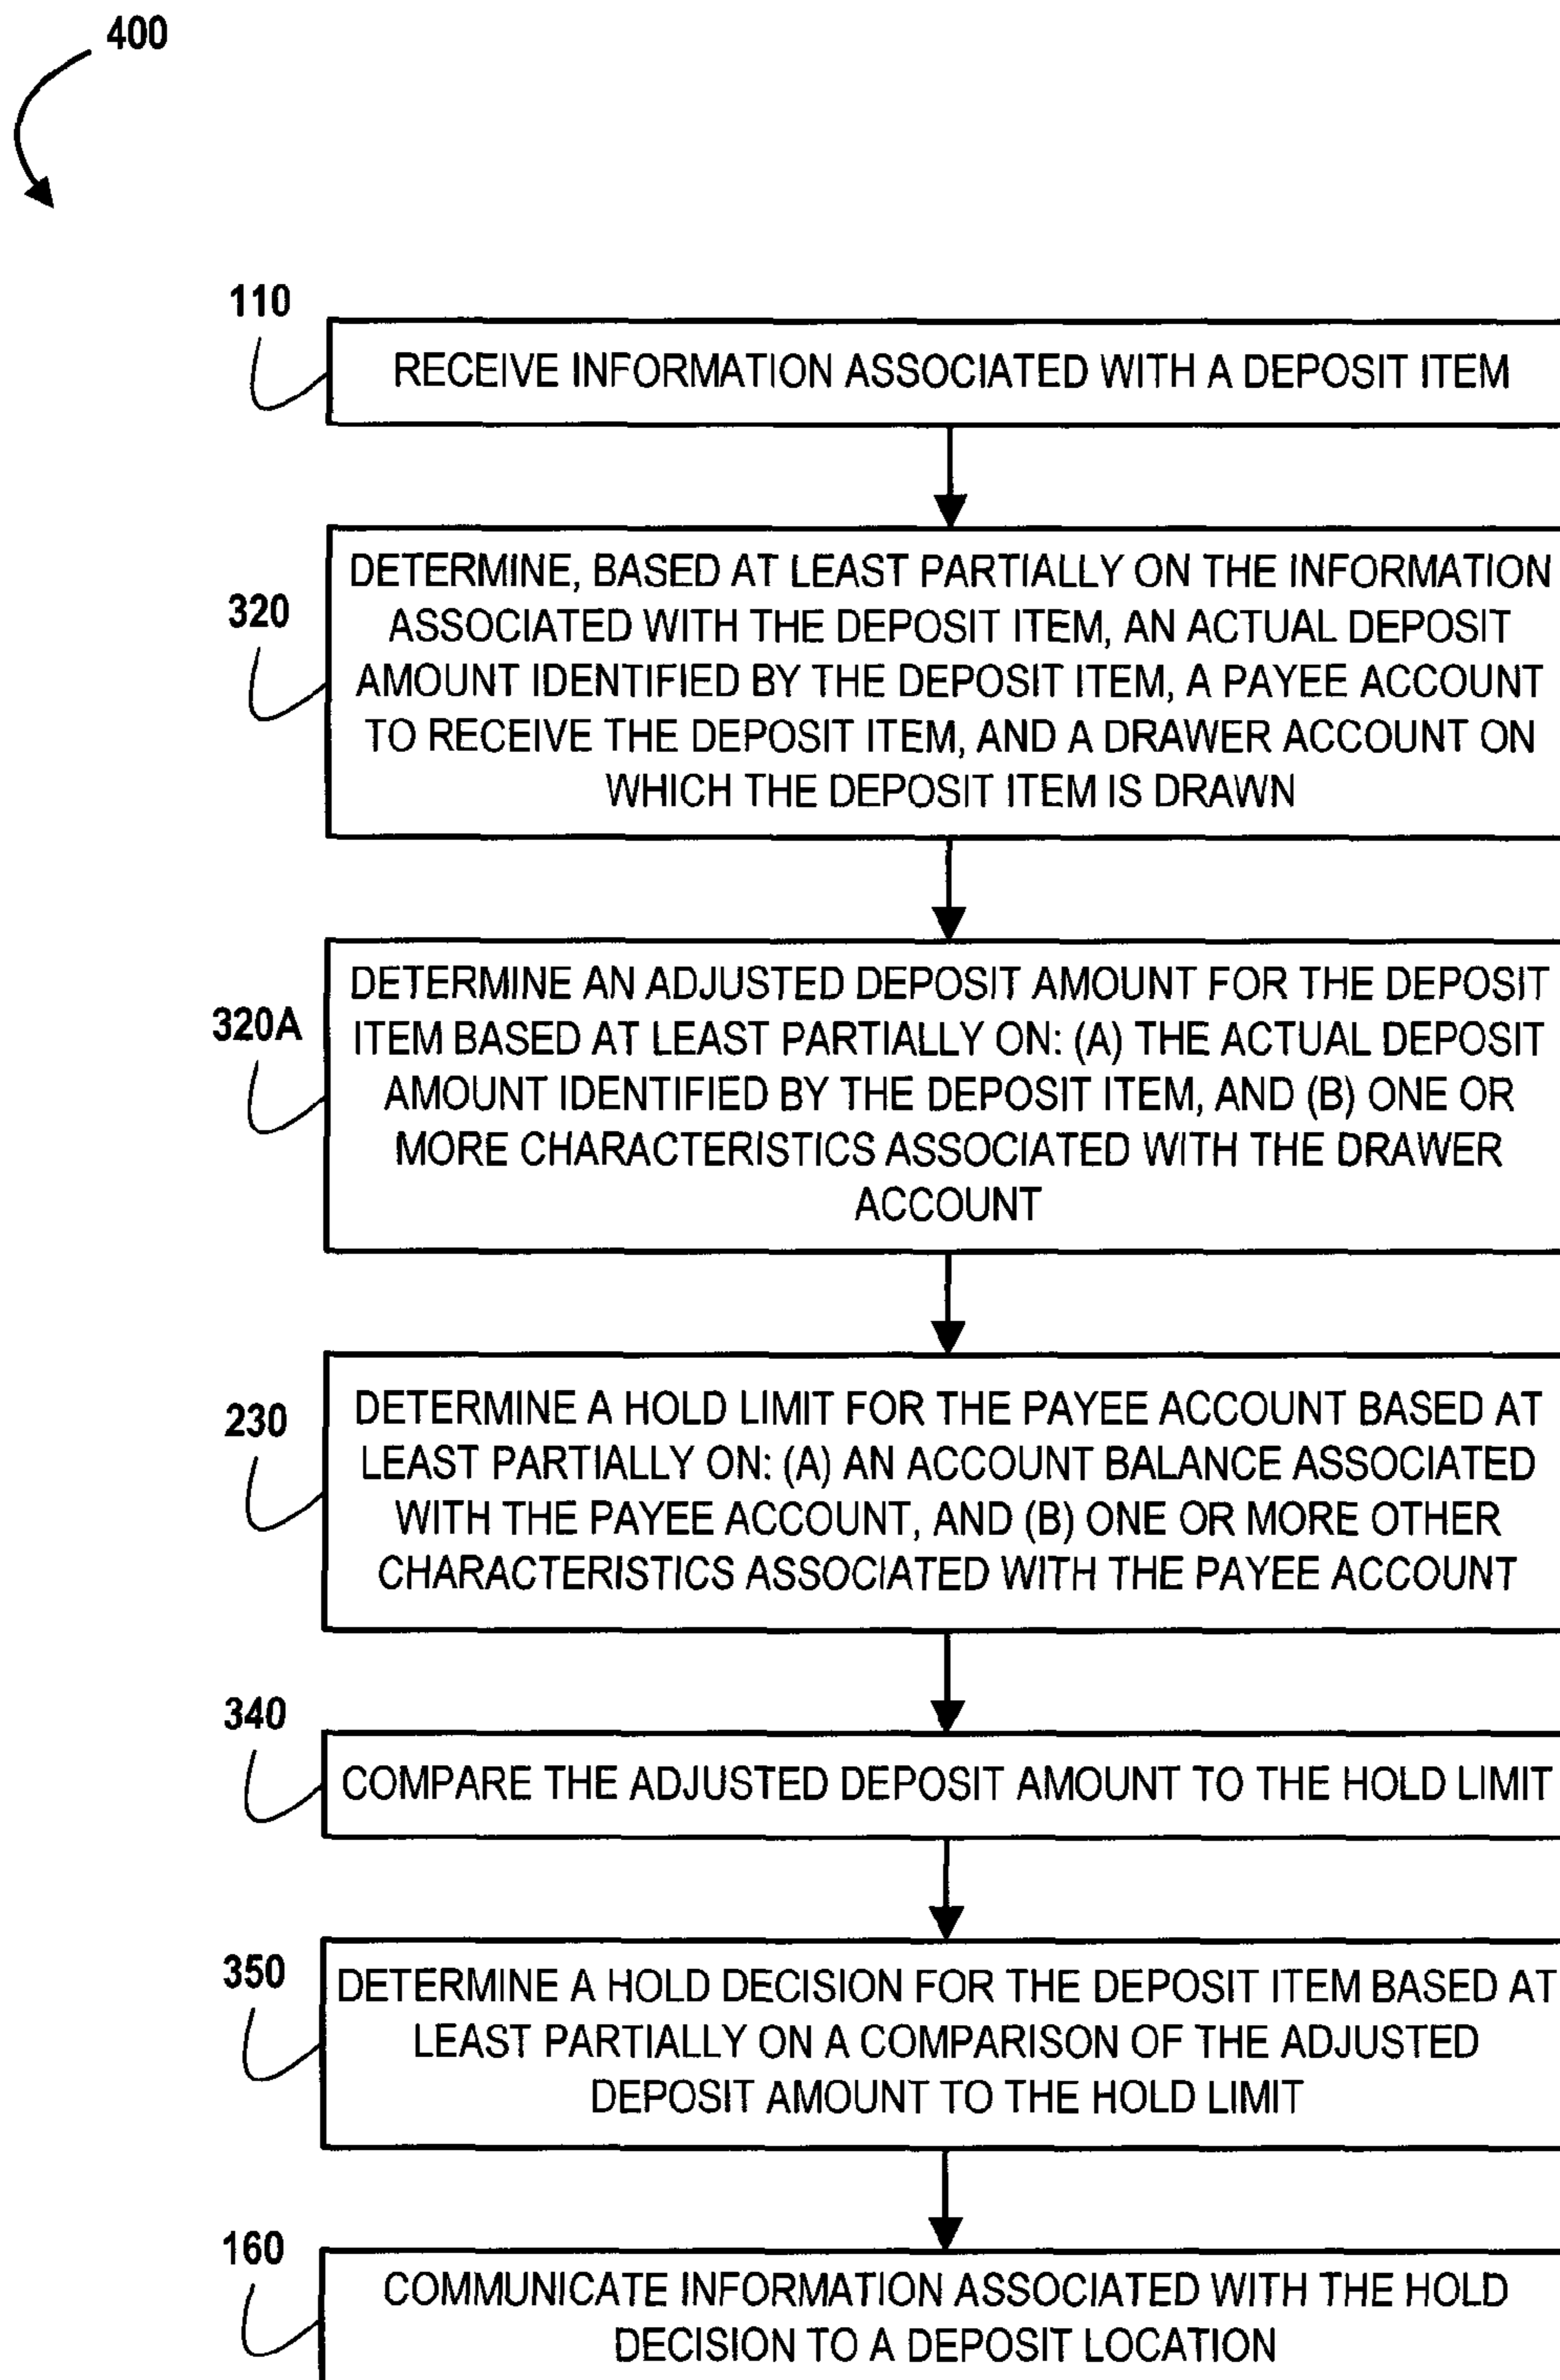 400
110
RECEIVE INFORMATION ASSOCIATED WITH A DEPOSIT ITEM
320
DETERMINE, BASED AT LEAST PARTIALLY ON THE INFORMATION
ASSOCIATED WITH THE DEPOSIT ITEM, AN ACTUAL DEPOSIT
AMOUNT IDENTIFIED BY THE DEPOSIT ITEM, A PAYEE ACCOUNT
TO RECEIVE THE DEPOSIT ITEM, AND A DRAWER ACCOUNT ON
WHICH THE DEPOSIT ITEM IS DRAWN
320A
DETERMINE AN ADJUSTED DEPOSIT AMOUNT FOR THE DEPOSIT
ITEM BASED AT LEAST PARTIALLY ON: (A) THE ACTUAL DEPOSIT
AMOUNT IDENTIFIED BY THE DEPOSIT ITEM, AND (B) ONE OR
MORE CHARACTERISTICS ASSOCIATED WITH THE DRAWER
ACCOUNT
230
DETERMINE A HOLD LIMIT FOR THE PAYEE ACCOUNT BASED AT
LEAST PARTIALLY ON: (A) AN ACCOUNT BALANCE ASSOCIATED
WITH THE PAYEE ACCOUNT, AND (B) ONE OR MORE OTHER
CHARACTERISTICS ASSOCIATED WITH THE PAYEE ACCOUNT
340
COMPARE THE ADJUSTED DEPOSIT AMOUNT TO THE HOLD LIMIT
350
DETERMINE A HOLD DECISION FOR THE DEPOSIT ITEM BASED AT
LEAST PARTIALLY ON A COMPARISON OF THE ADJUSTED
DEPOSIT AMOUNT TO THE HOLD LIMIT
160
COMMUNICATE INFORMATION ASSOCIATED WITH THE HOLD
DECISION TO A DEPOSIT LOCATION